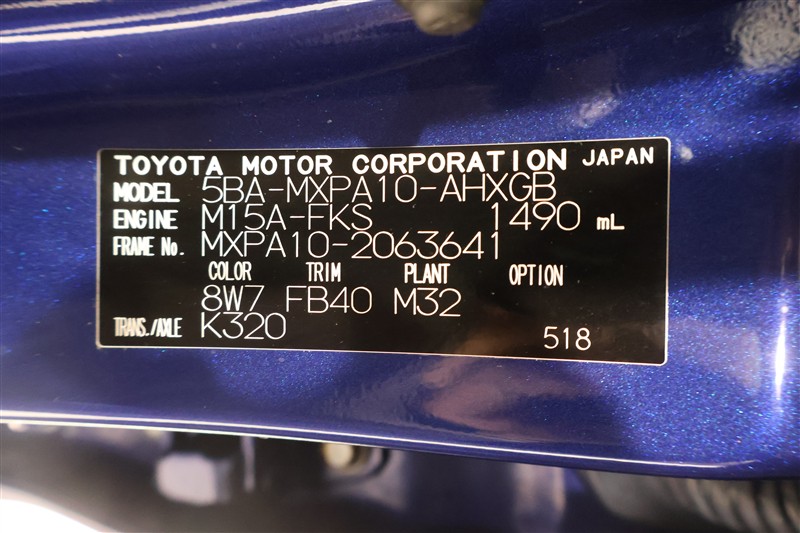 TOYOTA MOTOR CORPORATION JAPAN
MODEL 5BA-MXPA10-AHXGB
ENGINE M15A-FKS 1490 mL
FRAME No. MXPA10-2063641
COLOR TRIM PLANT OPTION
8W7 FB40 M32
TRANS./AXLE K320
518